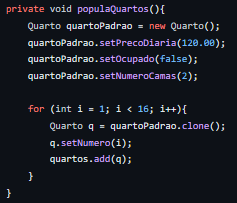 private void populaQuartos(){
Quarto quartoPadrao = new Quarto();
quartoPadrao.setPrecoDiaria(120.00);
quartoPadrao.setOcupado(false);
quartoPadrao.setNumeroCamas(2);
for (int i = 1; i < 16; i++){
Quarto q = quartoPadrao.clone();
q.setNumero(i);
quartos.add(q);
}
}